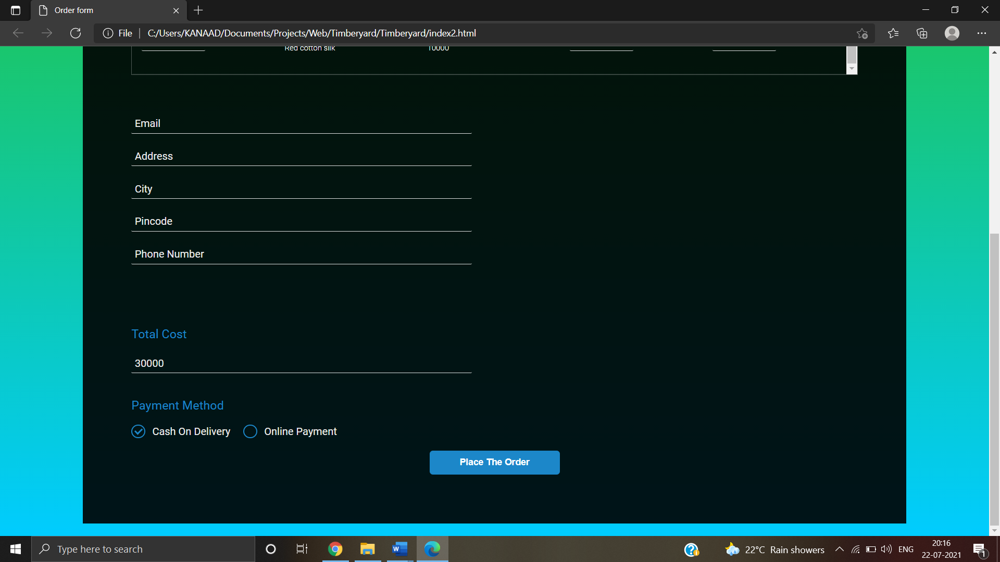 Order form
File C:/Users/KANAAD/Documents/Projects/Web/Timberyard/Timberyard/index2.html
Red cotton silk 10000
Email
Address
City
Pincode
Phone Number
Total Cost
30000
Payment Method
Cash On Delivery Online Payment
Place The Order
Type here to search
W
22°C Rain showers
ENG
20:16
22-07-2021
1